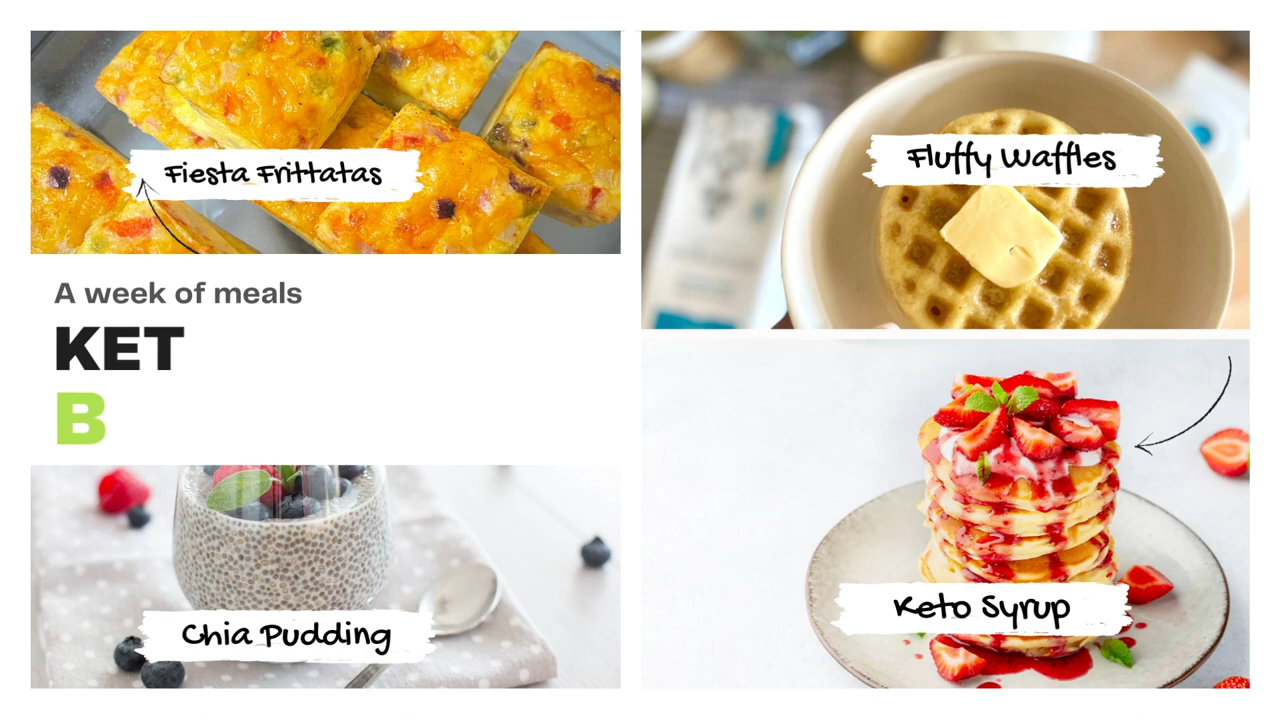 Fiesta Frittatas
Fluffy Waffles
A week of meals
KET
B
Chia Pudding
Keto Syrup